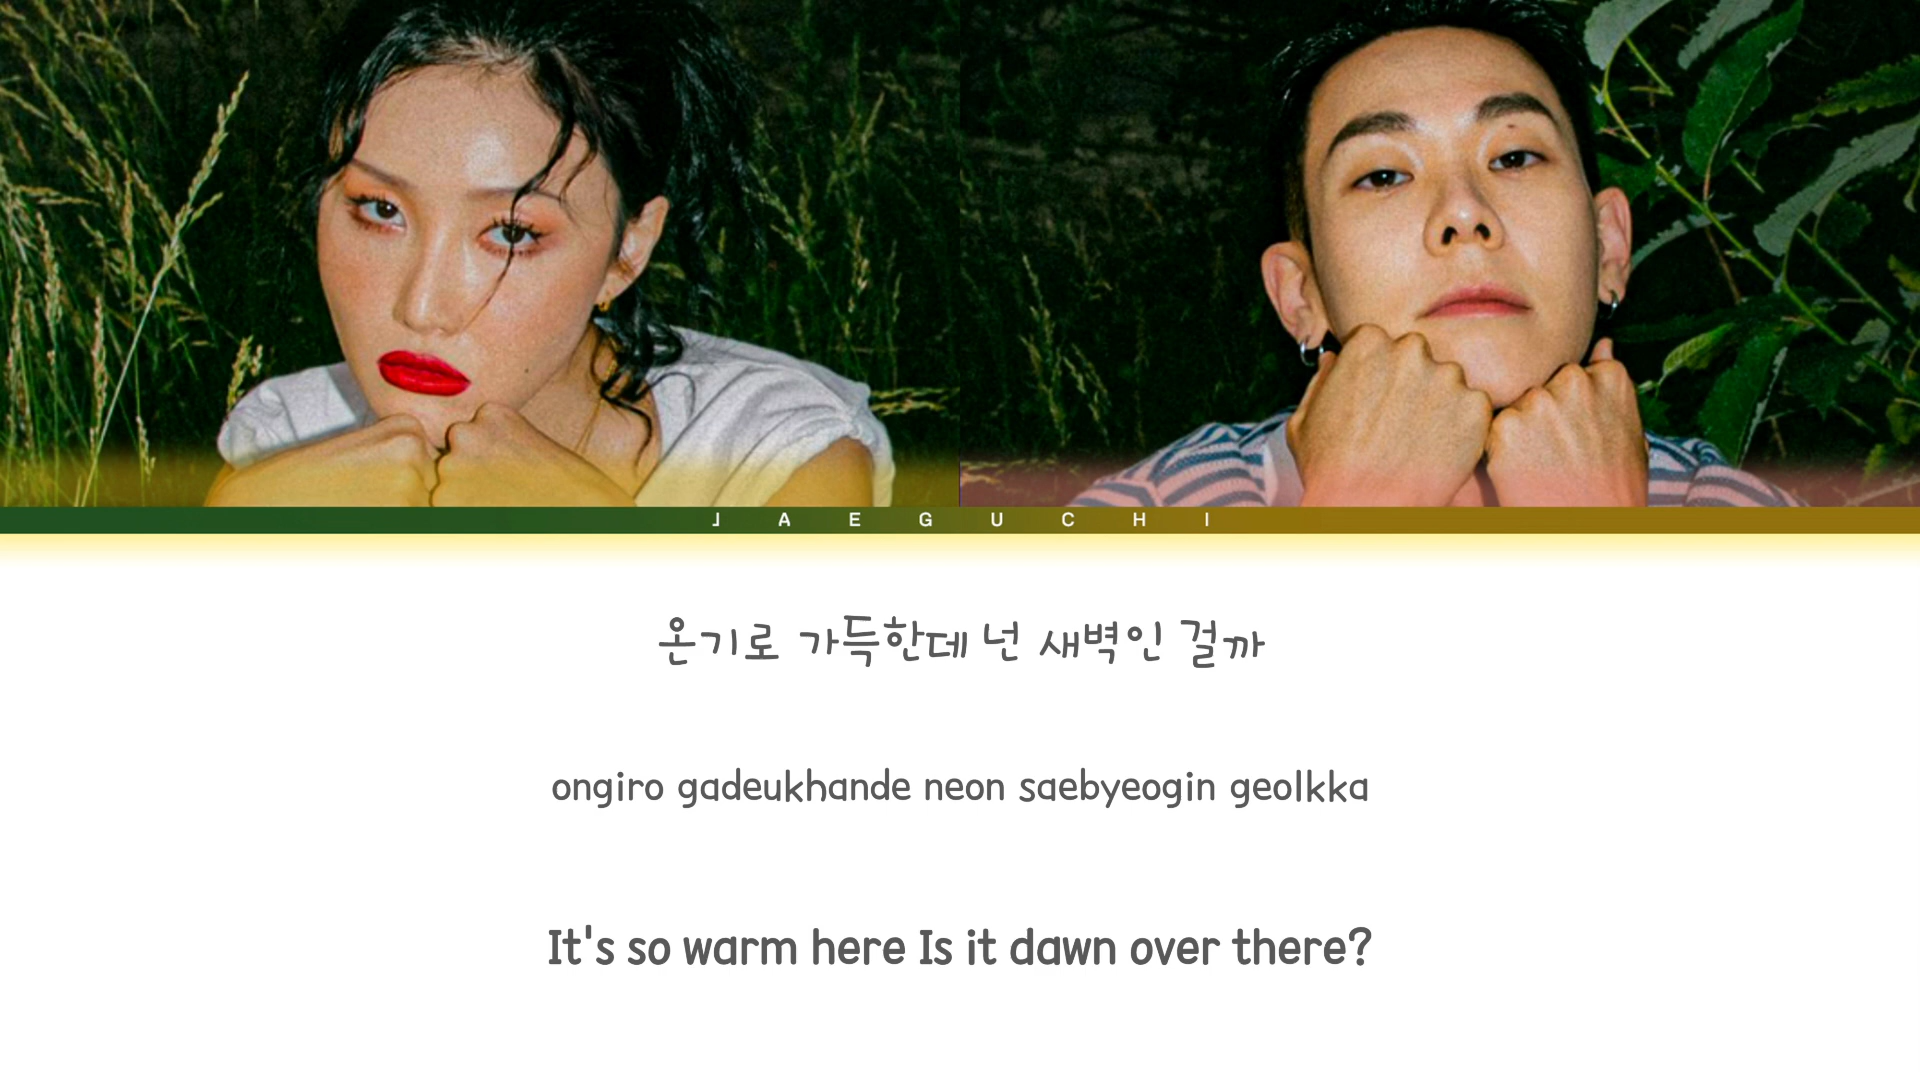 JAEGUCHI
온기로 가득한데 넌 새벽인 걸까
ongiro gadeukhande neon saebyeogin geolkka
It's so warm here Is it dawn over there?